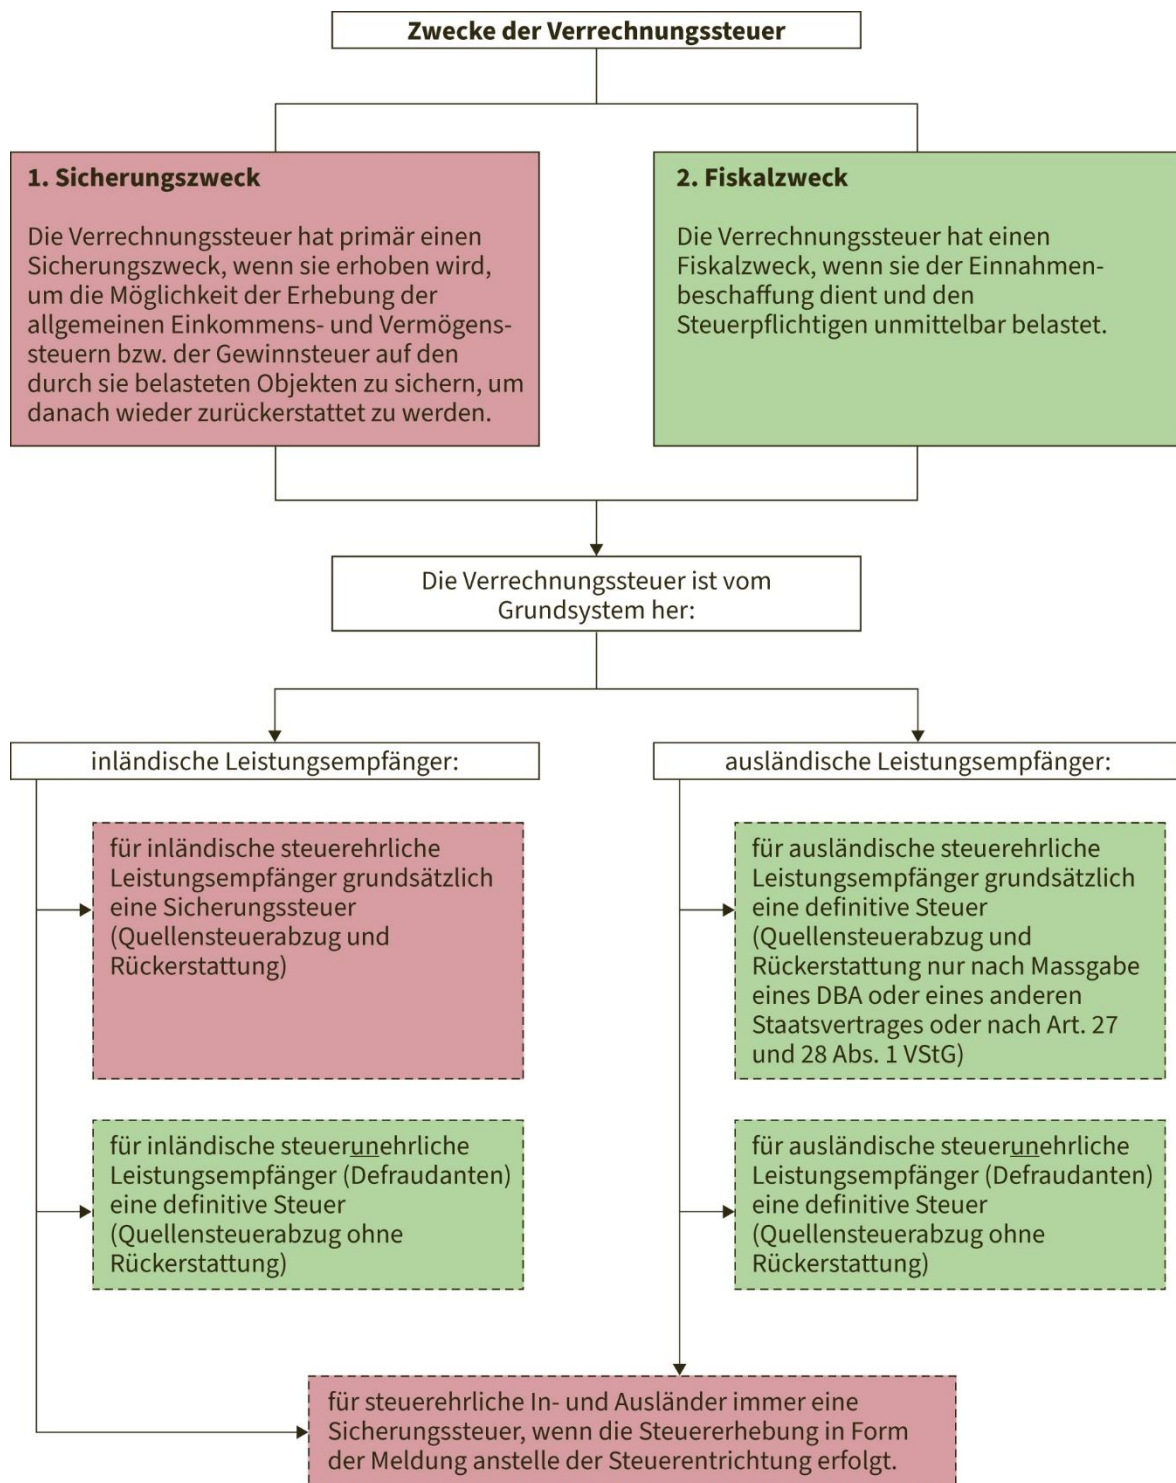 Zwecke der Verrechnungssteuer
1. Sicherungszweck
Die Verrechnungssteuer hat primär einen
Sicherungszweck, wenn sie erhoben wird,
um die Möglichkeit der Erhebung der
allgemeinen Einkommens- und Vermögens-
steuern bzw. der Gewinnsteuer auf den
durch sie belasteten Objekten zu sichern, um
danach wieder zurückerstattet zu werden.
2. Fiskalzweck
Die Verrechnungssteuer hat einen
Fiskalzweck, wenn sie der Einnahmen-
beschaffung dient und den
Steuerpflichtigen unmittelbar belastet.
Die Verrechnungssteuer ist vom
Grundsystem her:
inländische Leistungsempfänger:
für inländische steuerehrliche
Leistungsempfänger grundsätzlich
eine Sicherungssteuer
(Quellensteuerabzug und
Rückerstattung)
für inländische steuerunehrliche
Leistungsempfänger (Defraudanten)
eine definitive Steuer
(Quellensteuerabzug ohne
Rückerstattung)
ausländische Leistungsempfänger:
für ausländische steuerehrliche
Leistungsempfänger grundsätzlich
eine definitive Steuer
(Quellensteuerabzug und
Rückerstattung nur nach Massgabe
eines DBA oder eines anderen
Staatsvertrages oder nach Art. 27
und 28 Abs. 1 VStG)
für ausländische steuerunehrliche
Leistungsempfänger (Defraudanten)
eine definitive Steuer
(Quellensteuerabzug ohne
Rückerstattung)
für steuerehrliche In- und Ausländer immer eine
Sicherungssteuer, wenn die Steuererhebung in Form
der Meldung anstelle der Steuerentrichtung erfolgt.